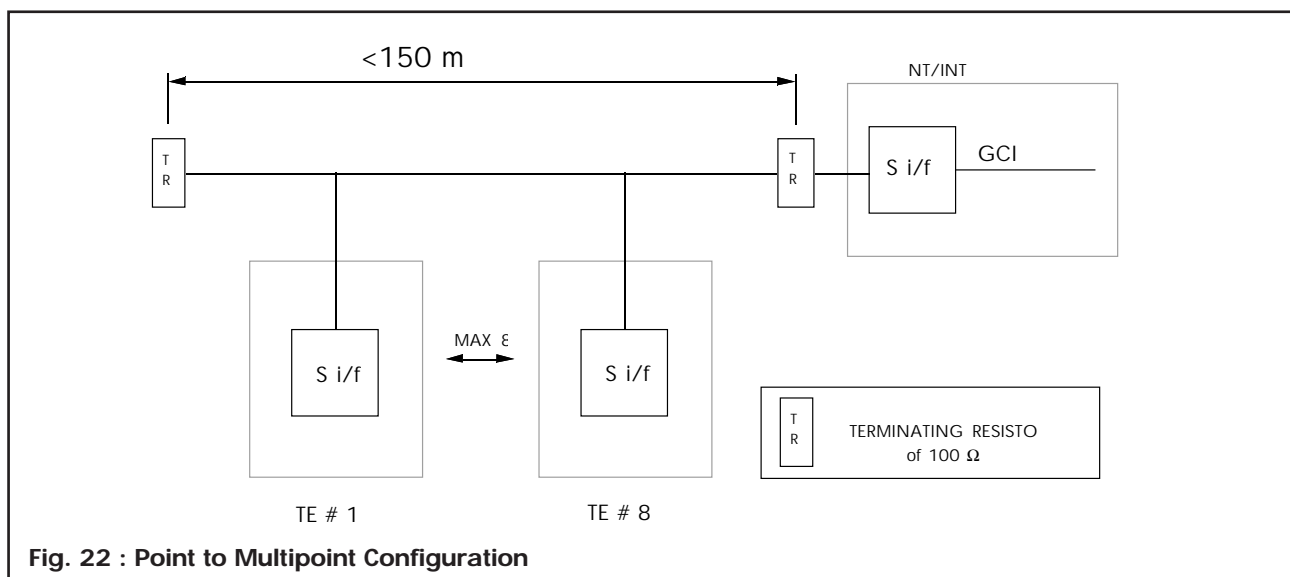 <150 m
NT/INT
T
R
T
R
S i/f
GCI
S i/f
MAX 8
S i/f
T
R
TERMINATING RESISTO
of 100 Ω
TE # 1
TE # 8
Fig. 22 : Point to Multipoint Configuration